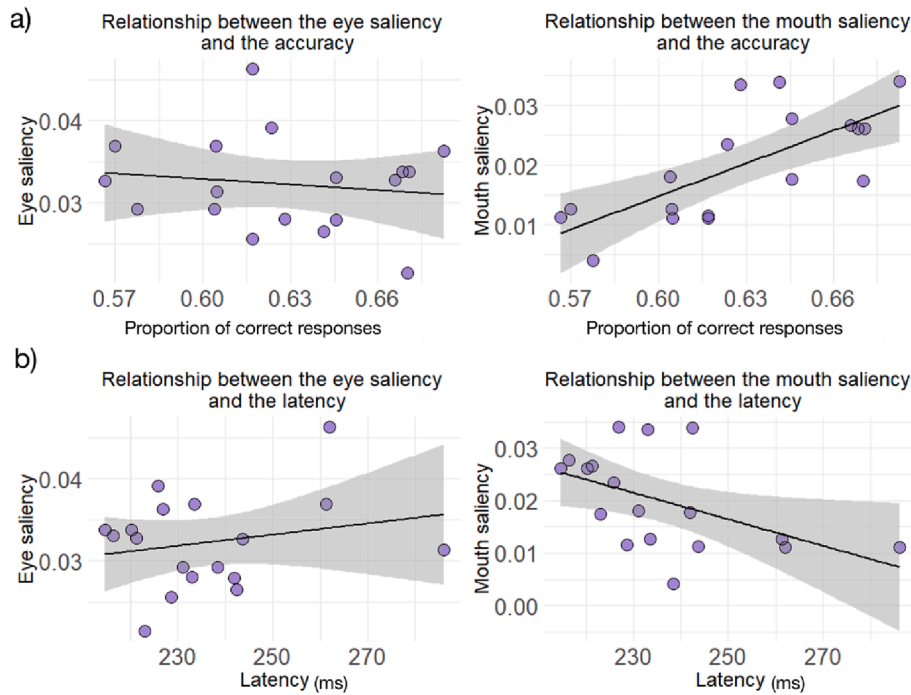 a)
Relationship between the eye saliency
and the accuracy
Eye saliency
0.04
0.03
0.57 0.60 0.63 0.66
Proportion of correct responses
Relationship between the mouth saliency
and the accuracy
Mouth saliency
0.03
0.02
0.01
0.57 0.60 0.63 0.66
Proportion of correct responses
b)
Relationship between the eye saliency
and the latency
Eye saliency
0.04
0.03
230 250 270
Latency (ms)
Relationship between the mouth saliency
and the latency
Mouth saliency
0.03
0.02
0.01
0.00
230 250 270
Latency (ms)